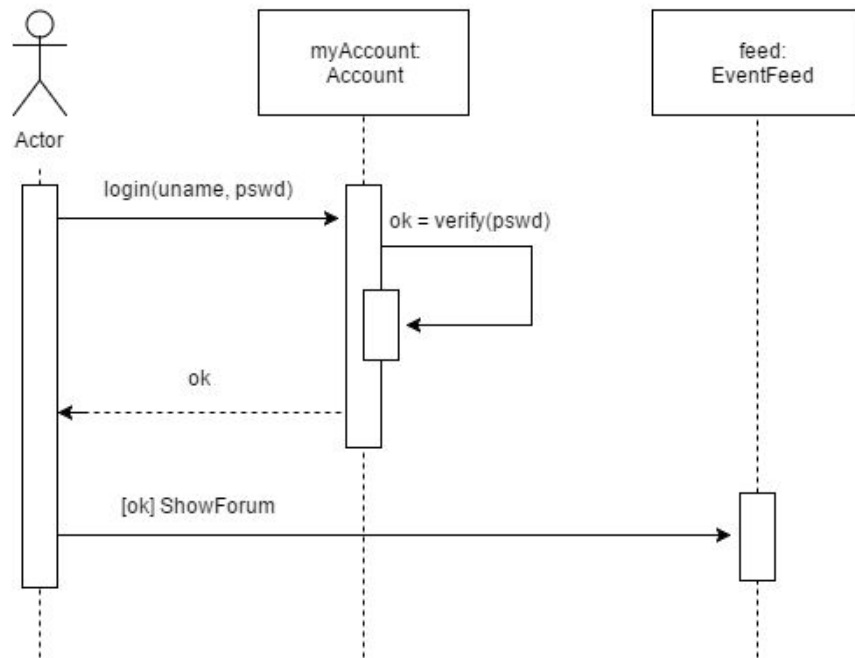 myAccount:
Account
feed:
EventFeed
Actor
login(uname, pswd)
ok = verify(pswd)
ok
[ok] ShowForum